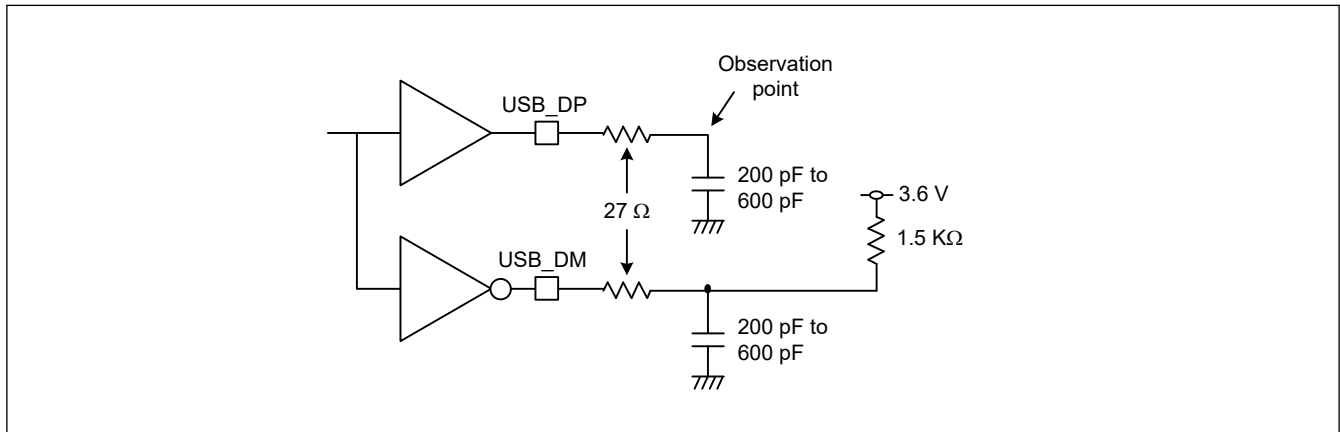 Observation
point
USB_DP
200 pF to
600 pF
3.6 V
27 Ω
1.5 KΩ
USB_DM
200 pF to
600 pF